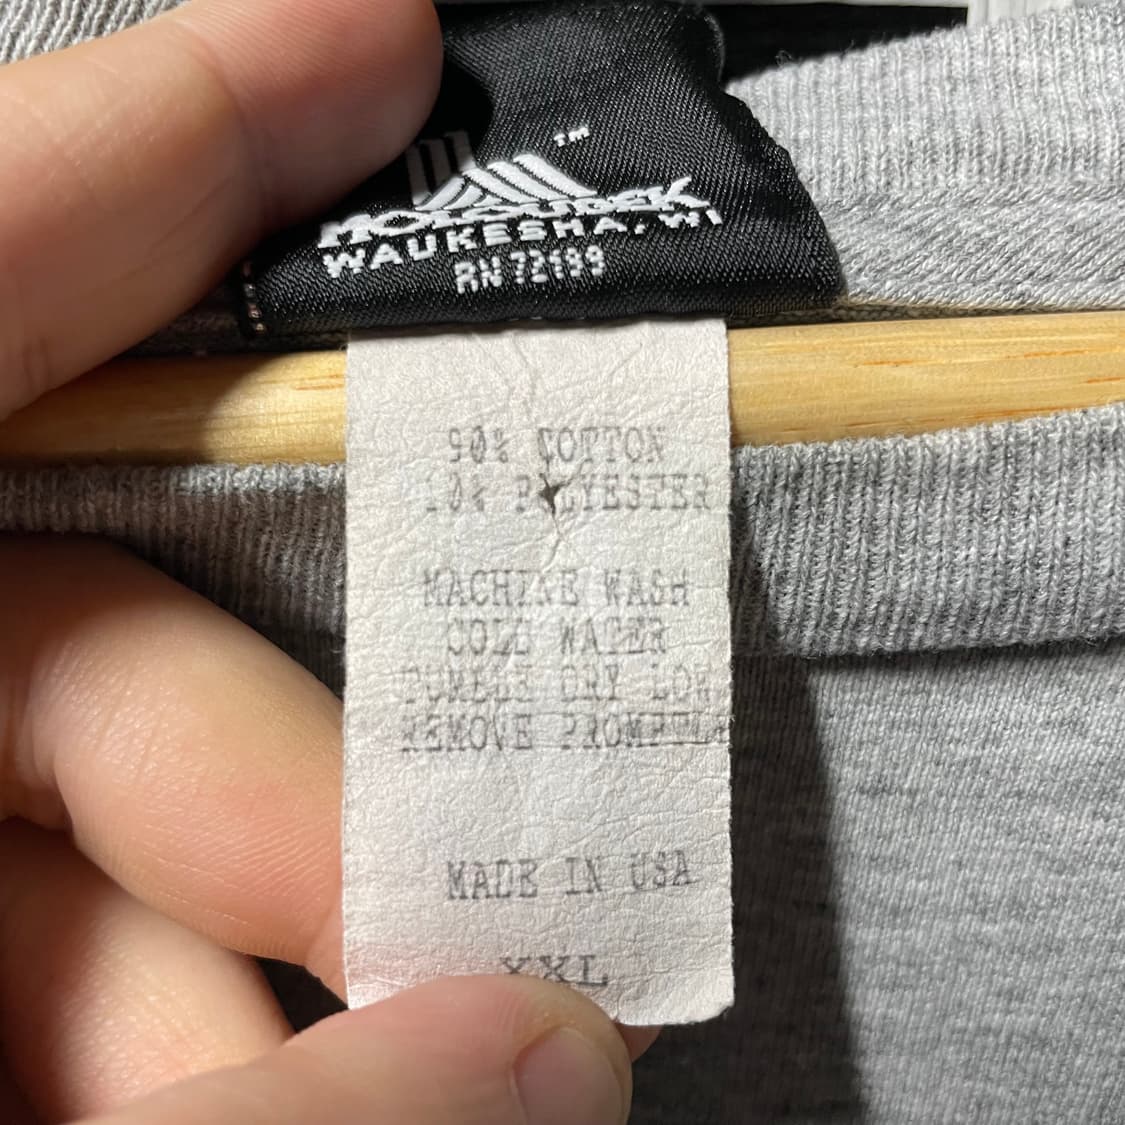 TM
HOLOUBEK
WAUKESHA, WI
RN 72199
90% COTTON
10% POLYESTER
MACHINE WASH
COLD WATER
TUMBLE DRY LOW
REMOVE PROMPTLY
MADE IN USA
XXL